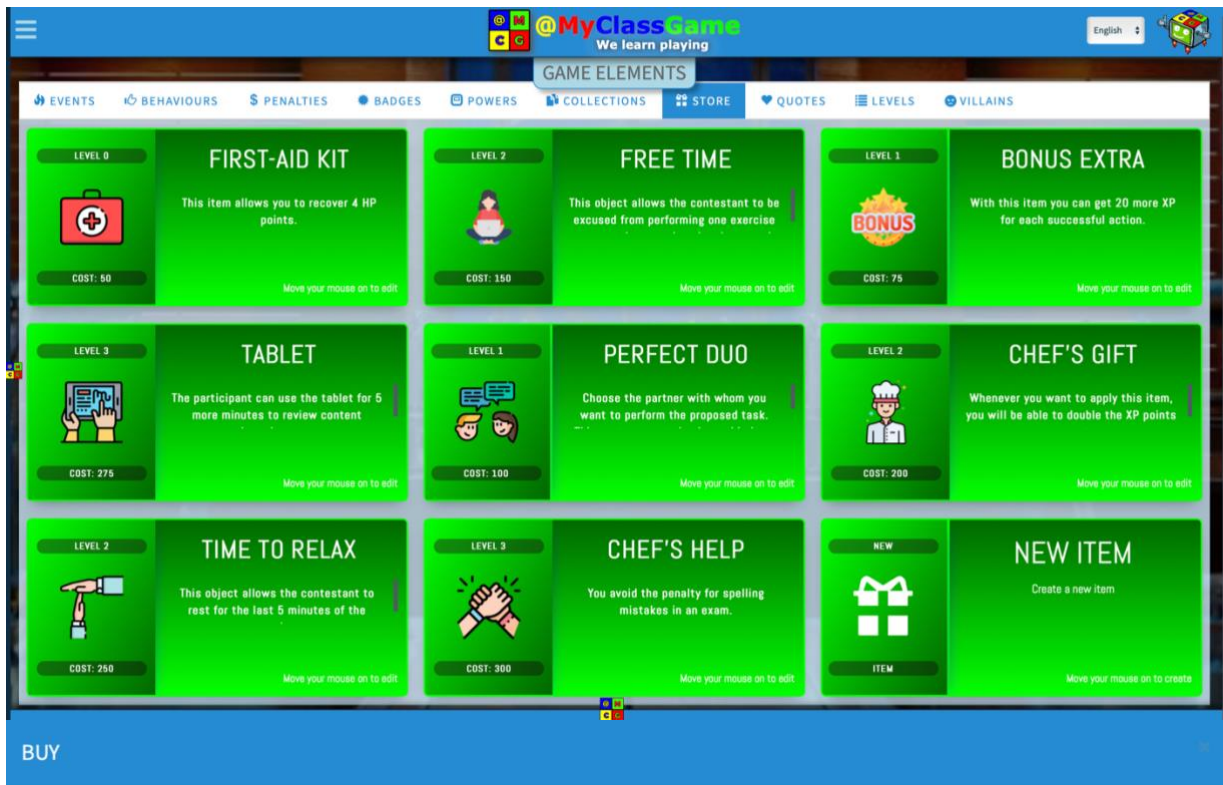 @ M
C G
@MyClassGame
We learn playing
English
GAME ELEMENTS
EVENTS BEHAVIOURS $ PENALTIES BADGES POWERS COLLECTIONS STORE QUOTES LEVELS VILLAINS
LEVEL 0
FIRST-AID KIT
This item allows you to recover 4 HP
points.
COST: 50
Move your mouse on to edit
LEVEL 2
FREE TIME
This object allows the contestant to be
excused from performing one exercise
COST: 150
Move your mouse on to edit
LEVEL 1
BONUS EXTRA
With this item you can get 20 more XP
for each successful action.
BONUS
COST: 75
Move your mouse on to edit
LEVEL 3
TABLET
The participant can use the tablet for 5
more minutes to review content
COST: 275
Move your mouse on to edit
LEVEL 1
PERFECT DUO
Choose the partner with whom you
want to perform the proposed task.
COST: 100
Move your mouse on to edit
LEVEL 2
CHEF'S GIFT
Whenever you want to apply this item,
you will be able to double the XP points
COST: 200
Move your mouse on to edit
LEVEL 2
TIME TO RELAX
This object allows the contestant to
rest for the last 5 minutes of the
COST: 250
Move your mouse on to edit
LEVEL 3
CHEF'S HELP
You avoid the penalty for spelling
mistakes in an exam.
COST: 300
Move your mouse on to edit
NEW
NEW ITEM
Create a new item
ITEM
Move your mouse on to create
@ M
C G
BUY